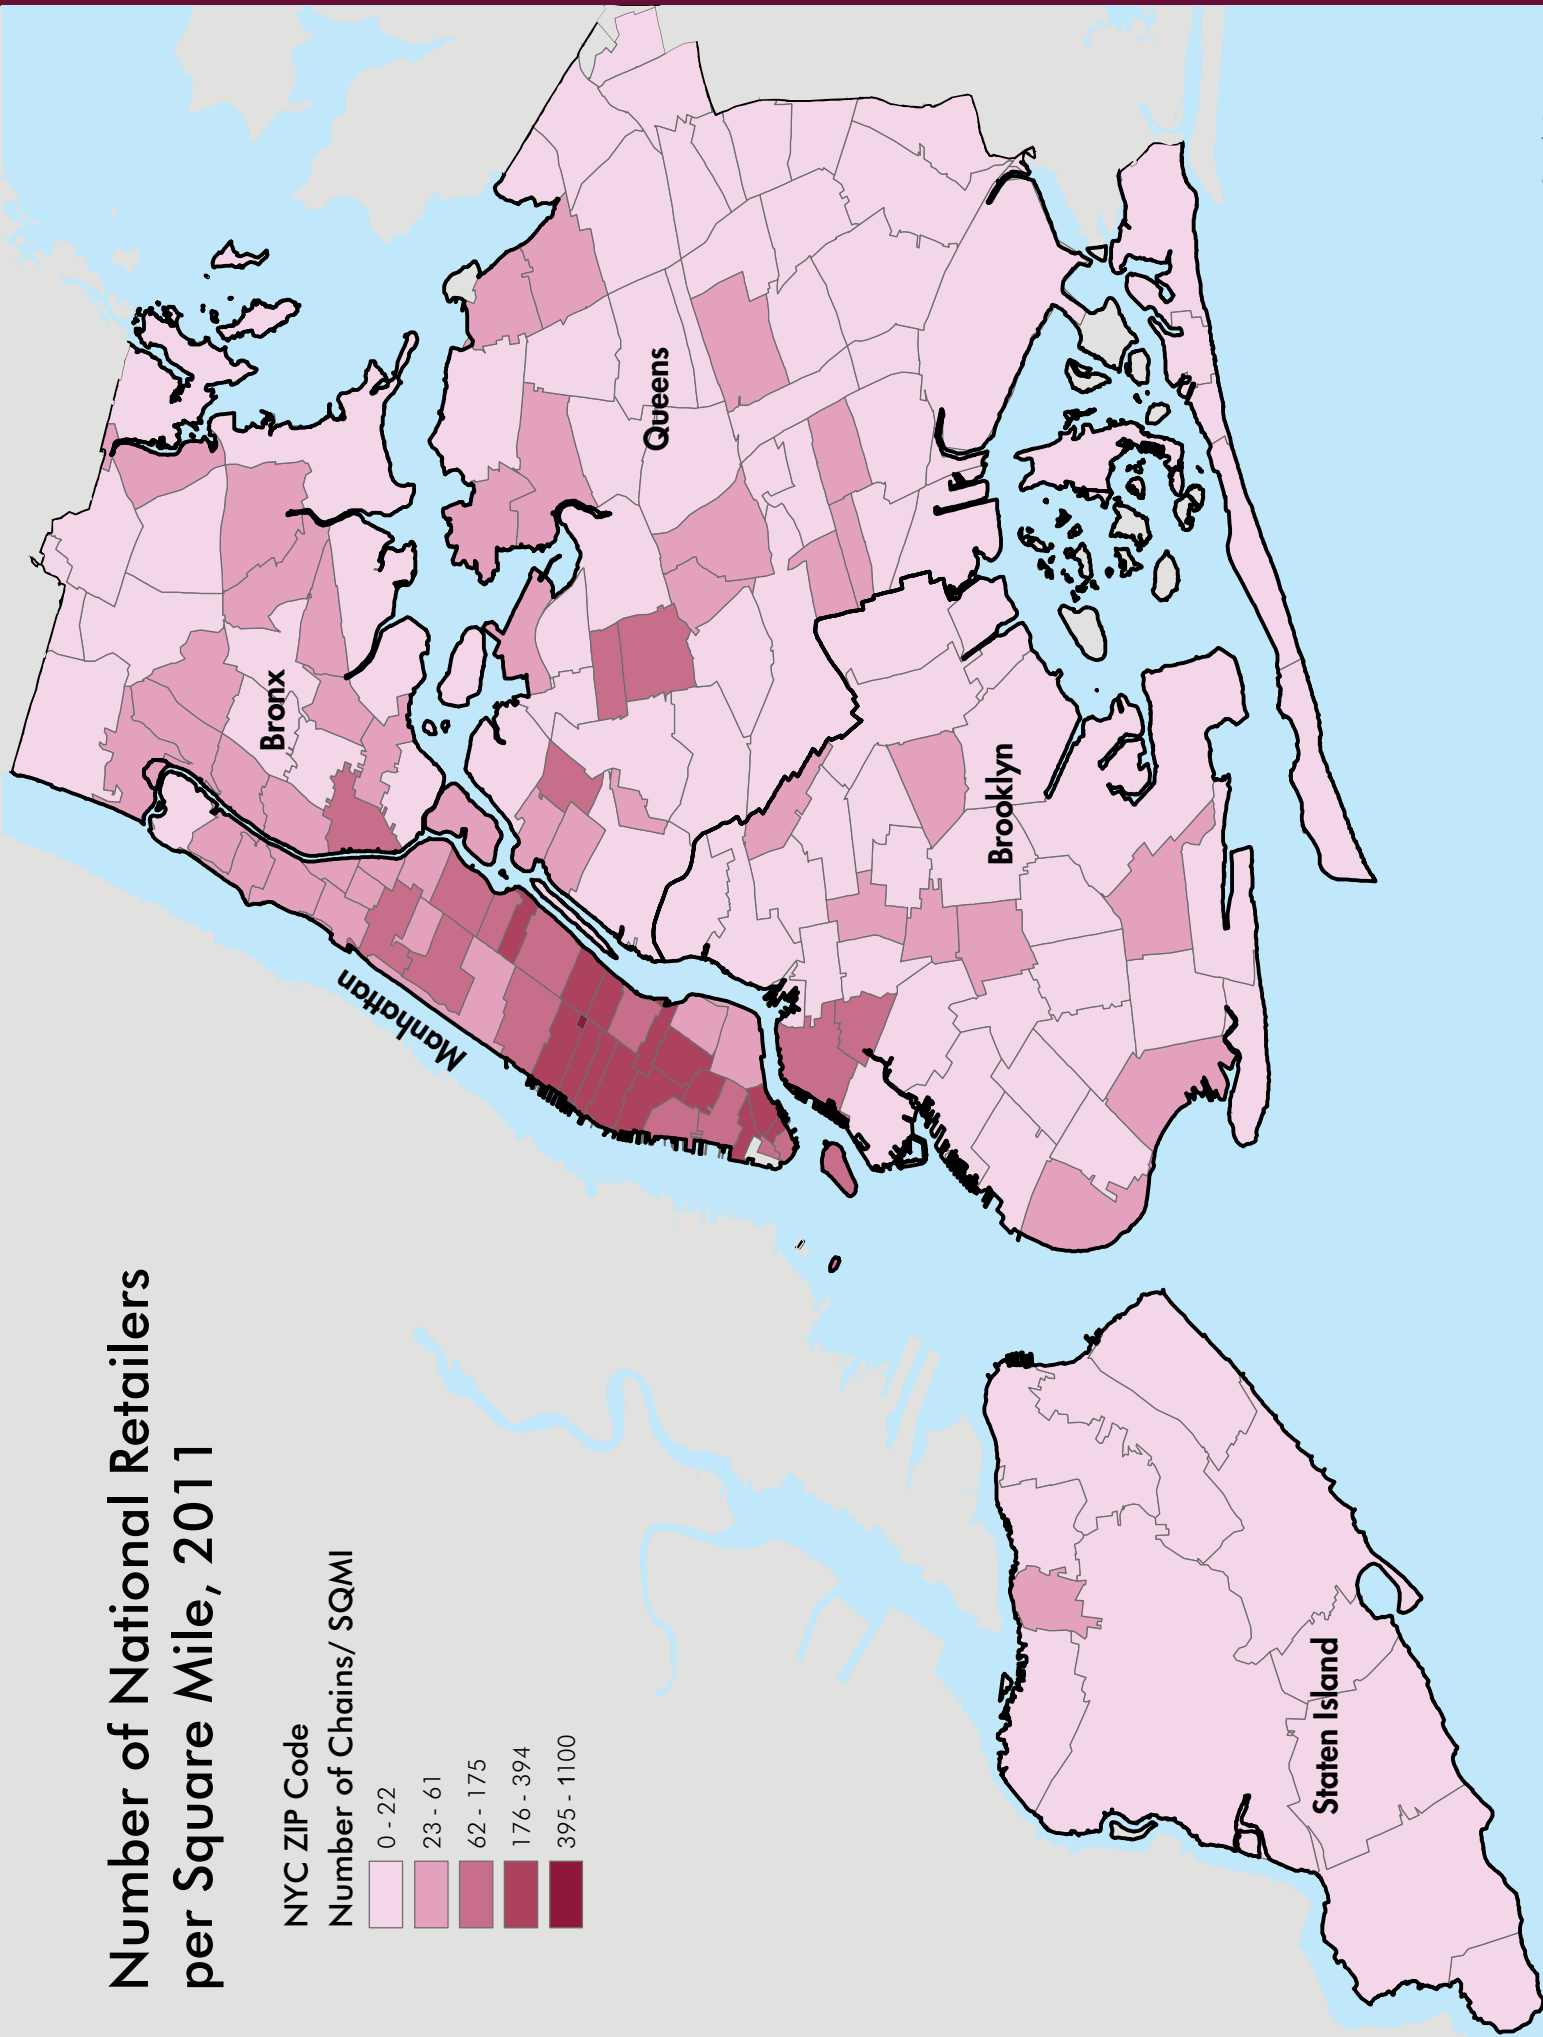 Number of National Retailers
per Square Mile, 2011
NYC ZIP Code
Number of Chains/ SQMI
0 - 22
23 - 61
62 - 175
176 - 394
395 - 1100
Bronx
Manhattan
Queens
Brooklyn
Staten Island